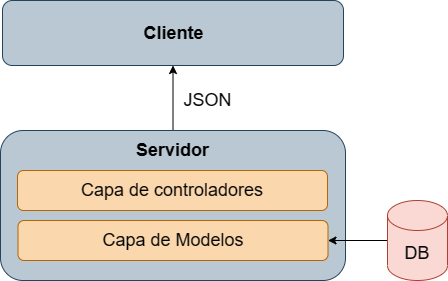 Cliente
JSON
Servidor
Capa de controladores
Capa de Modelos
DB